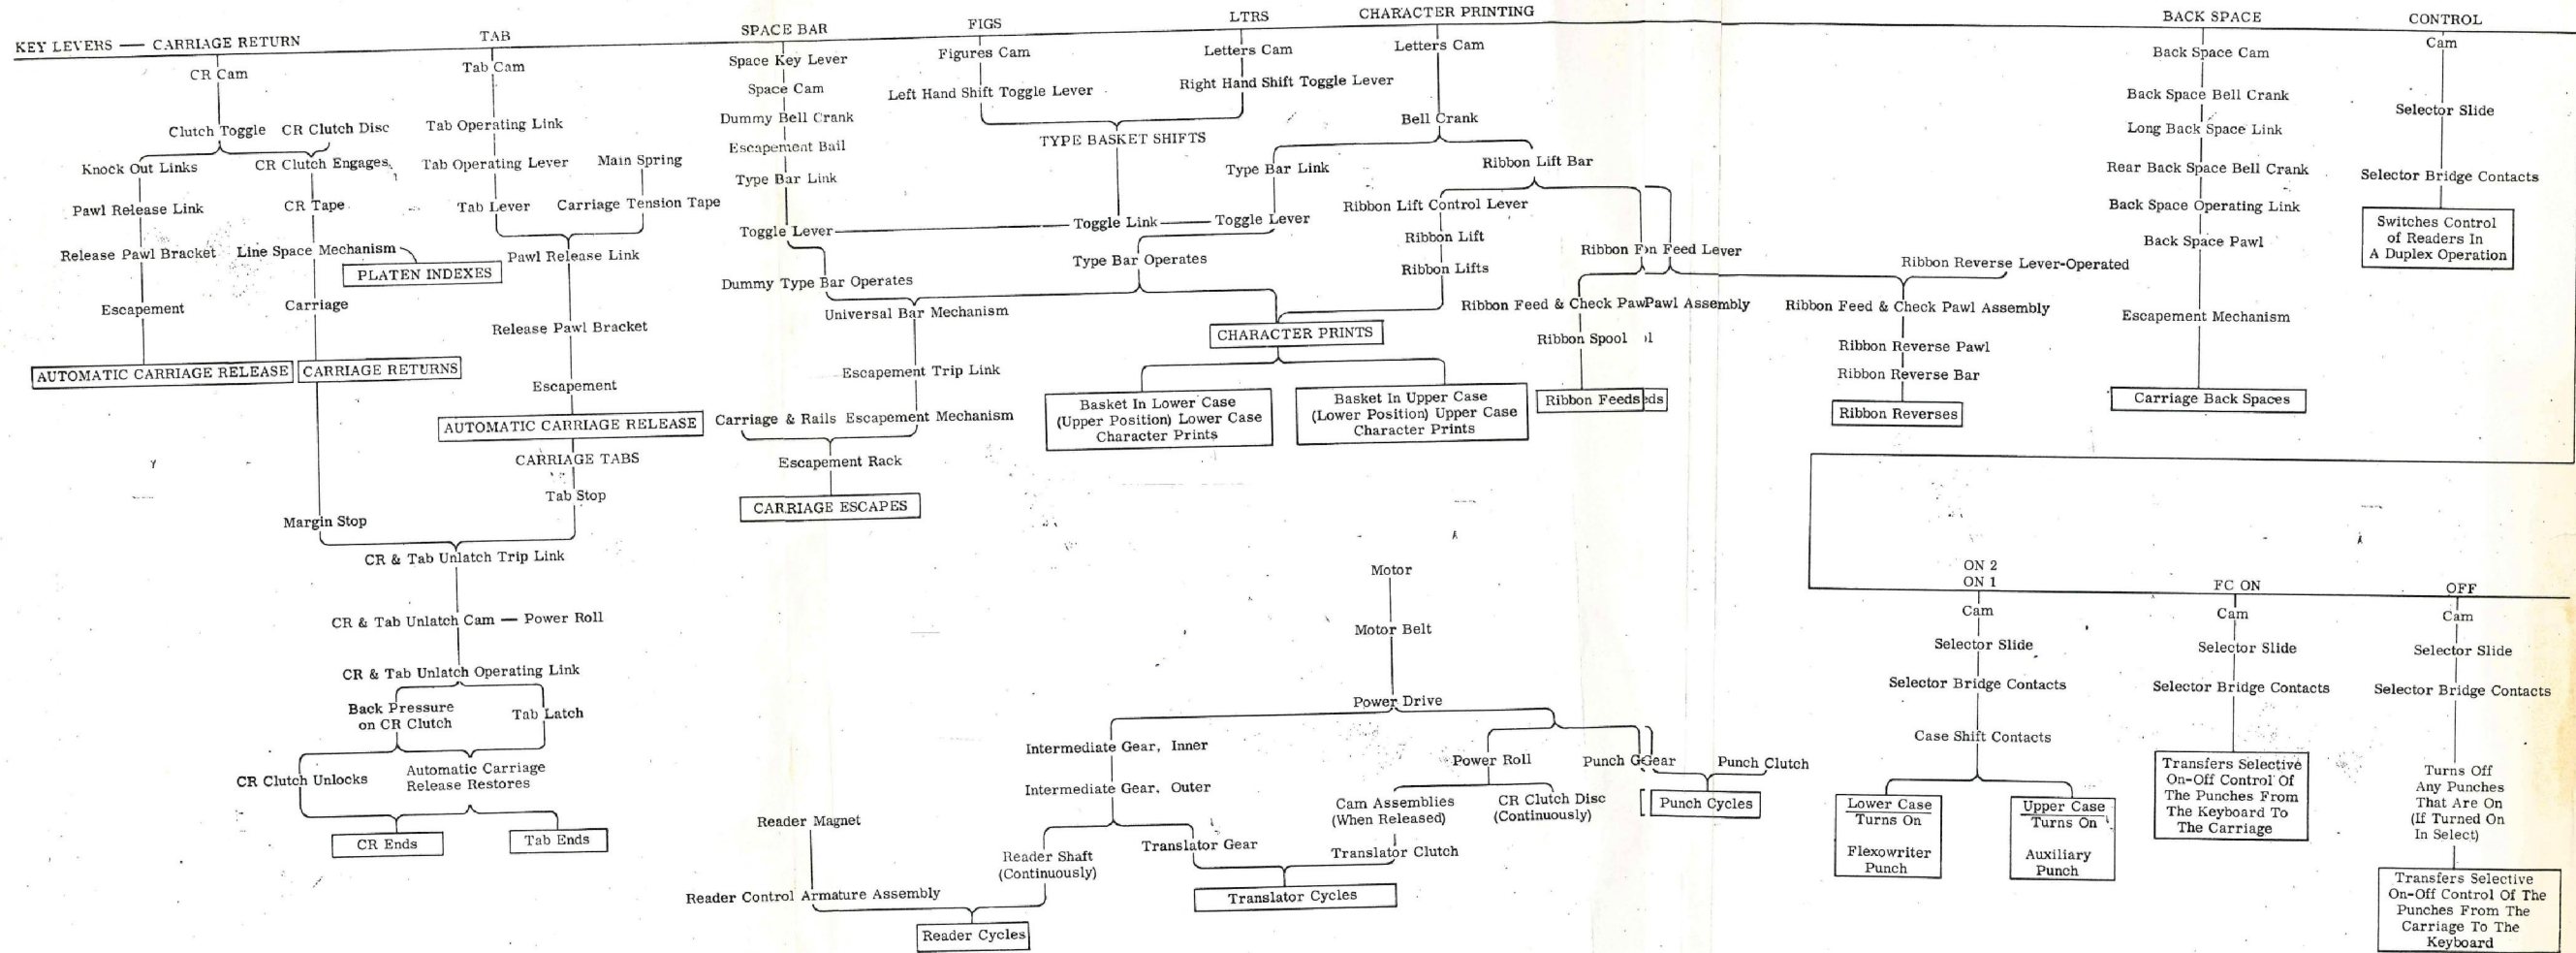 KEY LEVERS — CARRIAGE RETURN
CR Cam
Clutch Toggle
CR Clutch Disc
Knock Out Links
CR Clutch Engages
Pawl Release Link
CR Tape
Release Pawl Bracket
Line Space Mechanism
PLATEN INDEXES
Escapement
Carriage
AUTOMATIC CARRIAGE RELEASE
CARRIAGE RETURNS
Margin Stop
TAB
Tab Cam
Tab Operating Link
Tab Operating Lever
Main Spring
Tab Lever
Carriage Tension Tape
Pawl Release Link
Release Pawl Bracket
Escapement
AUTOMATIC CARRIAGE RELEASE
CARRIAGE TABS
Tab Stop
CR & Tab Unlatch Trip Link
CR & Tab Unlatch Cam — Power Roll
CR & Tab Unlatch Operating Link
Back Pressure
on CR Clutch
Tab Latch
CR Clutch Unlocks
Automatic Carriage
Release Restores
CR Ends
Tab Ends
SPACE BAR
Space Key Lever
Space Cam
Dummy Bell Crank
Escapement Bail
Type Bar Link
Toggle Lever
Dummy Type Bar Operates
Universal Bar Mechanism
Escapement Trip Link
Carriage & Rails
Escapement Mechanism
Escapement Rack
CARRIAGE ESCAPES
FIGS
Figures Cam
Left Hand Shift Toggle Lever
LTRS
Letters Cam
Right Hand Shift Toggle Lever
TYPE BASKET SHIFTS
Toggle Link
CHARACTER PRINTING
Letters Cam
Bell Crank
Type Bar Link
Ribbon Lift Bar
Toggle Lever
Type Bar Operates
Ribbon Lift Control Lever
Ribbon Lift
Ribbon Lifts
CHARACTER PRINTS
Basket In Lower Case
(Upper Position) Lower Case
Character Prints
Basket In Upper Case
(Lower Position) Upper Case
Character Prints
Ribbon F n Feed Lever
Ribbon Feed & Check Paw Pawl Assembly
Ribbon Spool l
Ribbon Feeds eds
Ribbon Reverse Lever-Operated
Ribbon Feed & Check Pawl Assembly
Ribbon Reverse Pawl
Ribbon Reverse Bar
Ribbon Reverses
BACK SPACE
Back Space Cam
Back Space Bell Crank
Long Back Space Link
Rear Back Space Bell Crank
Back Space Operating Link
Back Space Pawl
Escapement Mechanism
Carriage Back Spaces
CONTROL
Cam
Selector Slide
Selector Bridge Contacts
Switches Control
of Readers In
A Duplex Operation
Motor
Motor Belt
Power Drive
Intermediate Gear, Inner
Intermediate Gear, Outer
Reader Magnet
Reader Control Armature Assembly
Reader Shaft
(Continuously)
Reader Cycles
Translator Gear
Power Roll
Cam Assemblies
(When Released)
CR Clutch Disc
(Continuously)
Translator Clutch
Translator Cycles
Punch G Gear
Punch Clutch
Punch Cycles
ON 2
ON 1
Cam
Selector Slide
Selector Bridge Contacts
Case Shift Contacts
Lower Case
Turns On
Flexowriter
Punch
Upper Case
Turns On
Auxiliary
Punch
FC ON
Cam
Selector Slide
Selector Bridge Contacts
Transfers Selective
On-Off Control Of
The Punches From
The Keyboard To
The Carriage
OFF
Cam
Selector Slide
Selector Bridge Contacts
Turns Off
Any Punches
That Are On
(If Turned On
In Select)
Transfers Selective
On-Off Control Of The
Punches From The
Carriage To The
Keyboard